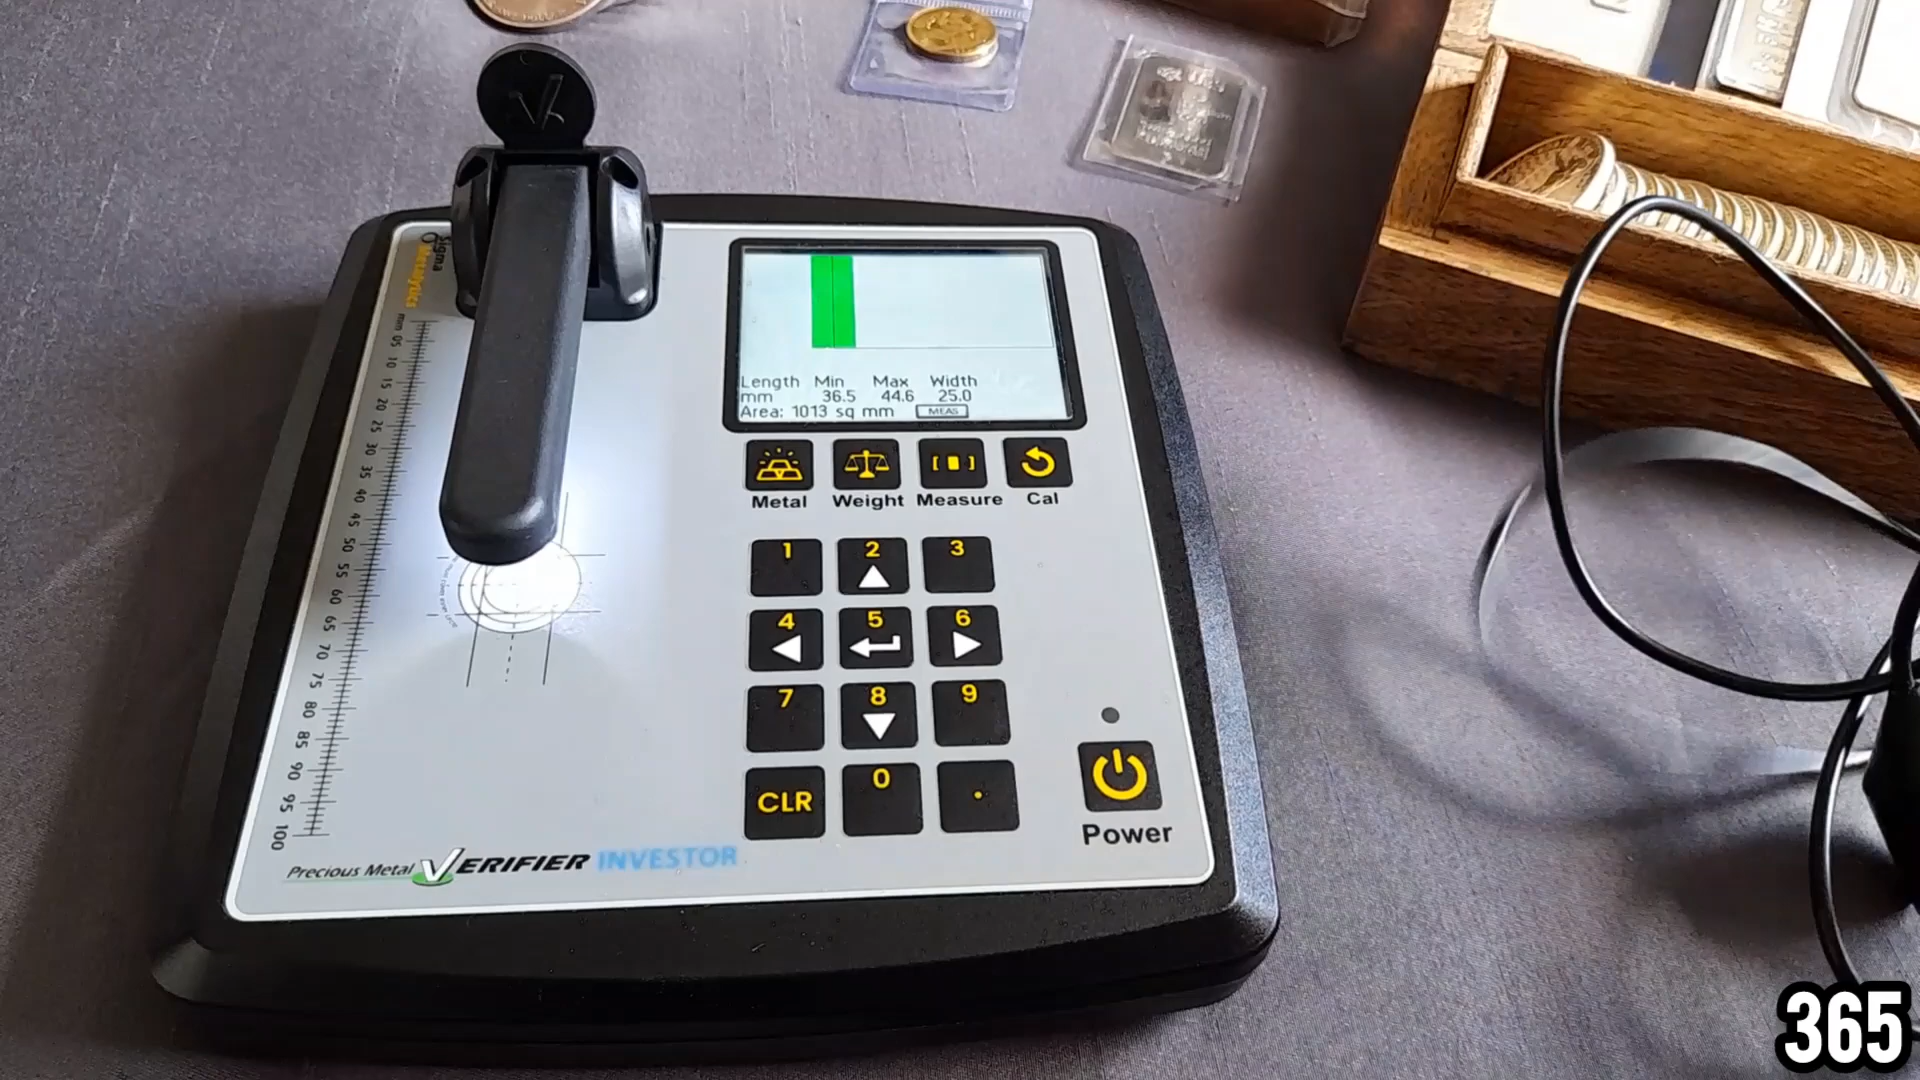 Sigma
Metalytics
Length Min Max Width
mm 36.5 44.6 25.0
Area: 1013 sq mm MEAS
Metal Weight Measure Cal
1 2 3
4 5 6
7 8 9
CLR 0 .
Power
mm
05
10
15
20
25
30
35
40
45
50
55
60
65
70
75
80
85
90
95
100
Precious Metal VERIFIER INVESTOR
365